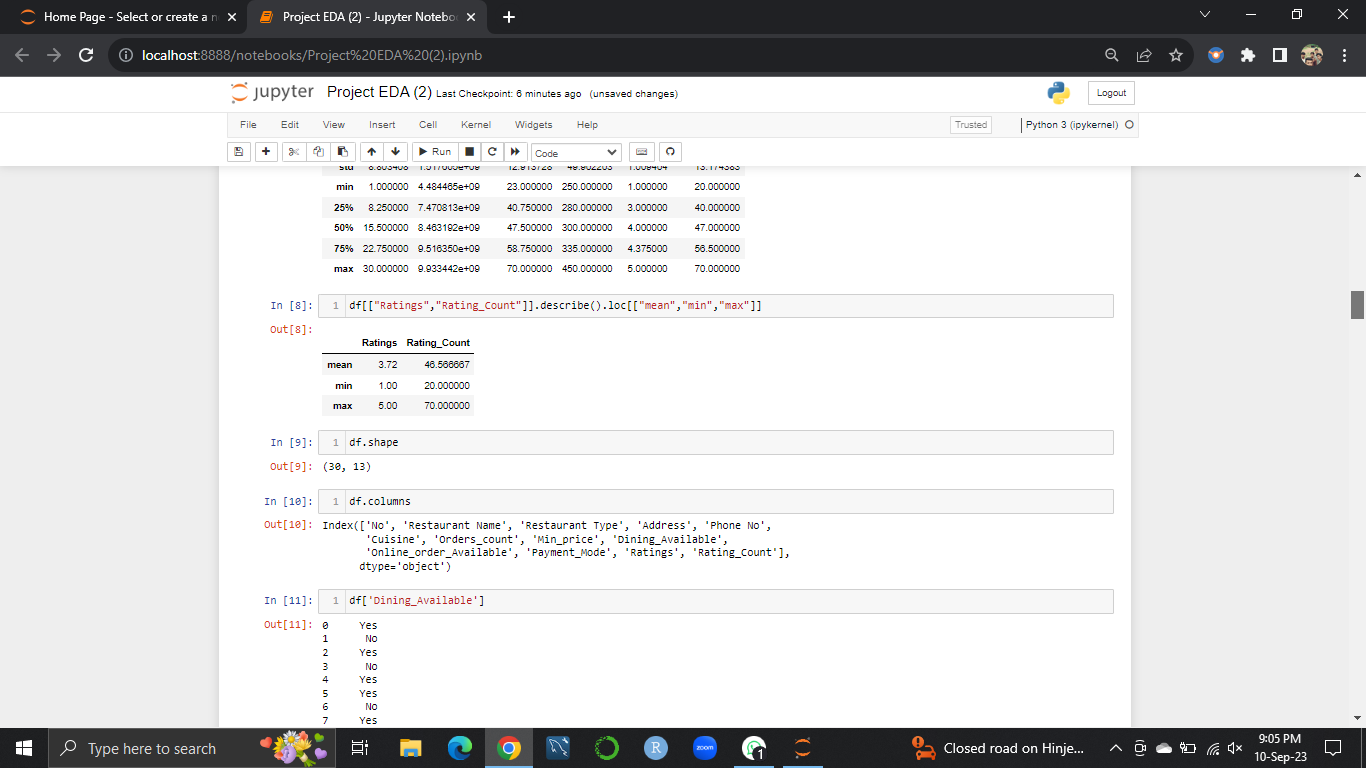 Home Page - Select or create a n
Project EDA (2) - Jupyter Notebo
localhost:8888/notebooks/Project%20EDA%20(2).ipynb
jupyter Project EDA (2) Last Checkpoint: 6 minutes ago (unsaved changes)
Logout
File Edit View Insert Cell Kernel Widgets Help
Trusted
Python 3 (ipykernel)
Run
Code
min 1.000000 4.484465e+09 23.000000 250.000000 1.000000 20.000000
25% 8.250000 7.470813e+09 40.750000 280.000000 3.000000 40.000000
50% 15.500000 8.463192e+09 47.500000 300.000000 4.000000 47.000000
75% 22.750000 9.516350e+09 58.750000 335.000000 4.375000 56.500000
max 30.000000 9.933442e+09 70.000000 450.000000 5.000000 70.000000
In [8]: 1 df[["Ratings","Rating_Count"]].describe().loc[["mean","min","max"]]
Out[8]:
Ratings Rating_Count
mean 3.72 46.566667
min 1.00 20.000000
max 5.00 70.000000
In [9]: 1 df.shape
Out[9]: (30, 13)
In [10]: 1 df.columns
Out[10]: Index(['No', 'Restaurant Name', 'Restaurant Type', 'Address', 'Phone No',
'Cuisine', 'Orders_count', 'Min_price', 'Dining_Available',
'Online_order_Available', 'Payment_Mode', 'Ratings', 'Rating_Count'],
dtype='object')
In [11]: 1 df['Dining_Available']
Out[11]: 0 Yes
1 No
2 Yes
3 No
4 Yes
5 Yes
6 No
7 Yes
Type here to search
R
zoom
1
Closed road on Hinje...
9:05 PM
10-Sep-23